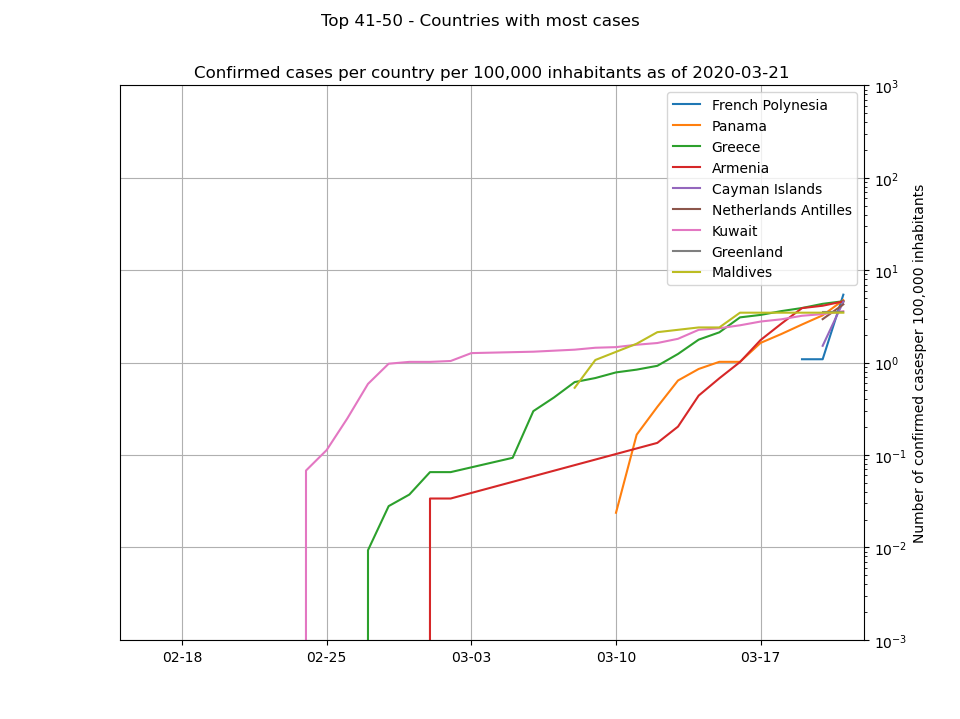 Top 41-50 - Countries with most cases
Confirmed cases per country per 100,000 inhabitants as of 2020-03-21
French Polynesia
Panama
Greece
Armenia
Cayman Islands
Netherlands Antilles
Kuwait
Greenland
Maldives
10³
10²
10¹
10⁰
10⁻¹
10⁻²
10⁻³
Number of confirmed casesper 100,000 inhabitants
02-18 02-25 03-03 03-10 03-17